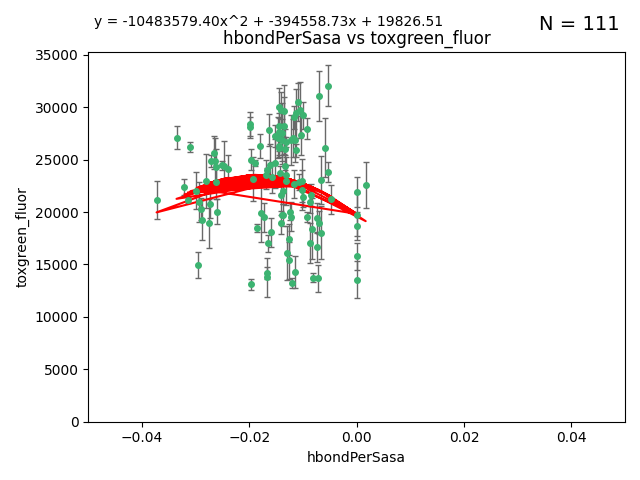 y = -10483579.40x^2 + -394558.73x + 19826.51
N = 111
hbondPerSasa vs toxgreen_fluor
35000
30000
25000
20000
15000
10000
5000
0
toxgreen_fluor
−0.04
−0.02
0.00
0.02
0.04
hbondPerSasa